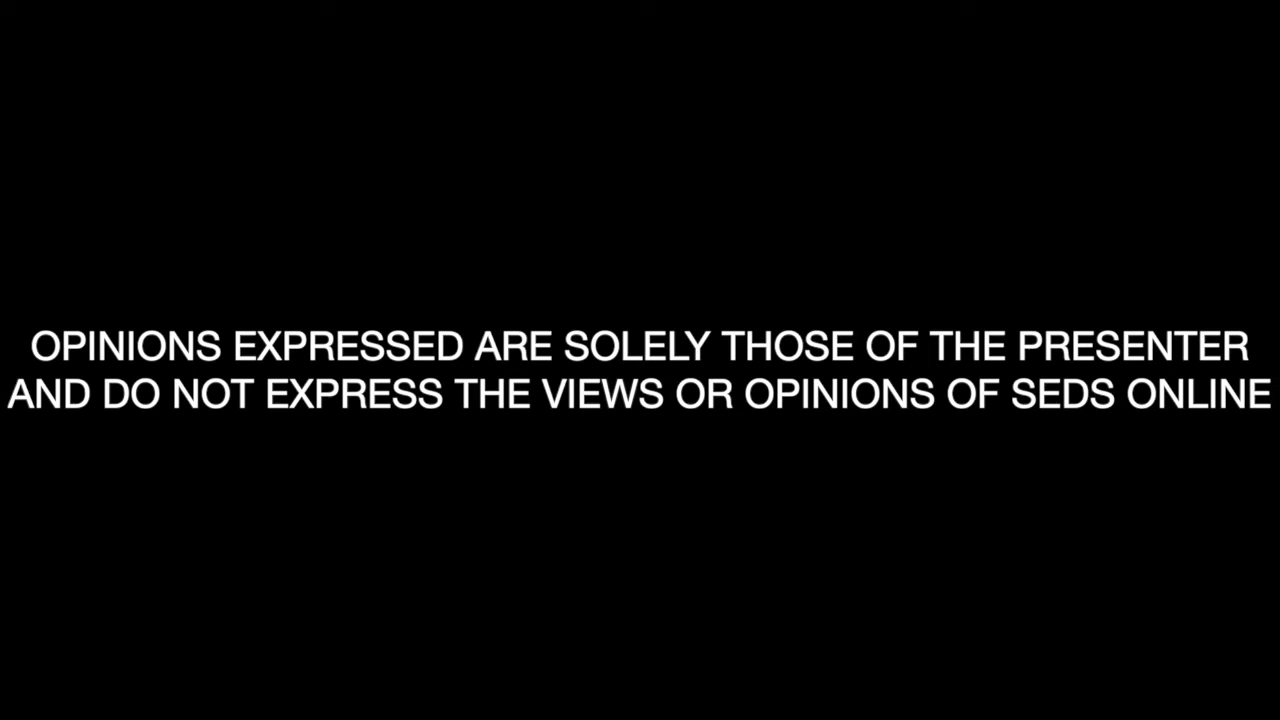 OPINIONS EXPRESSED ARE SOLELY THOSE OF THE PRESENTER
AND DO NOT EXPRESS THE VIEWS OR OPINIONS OF SEDS ONLINE